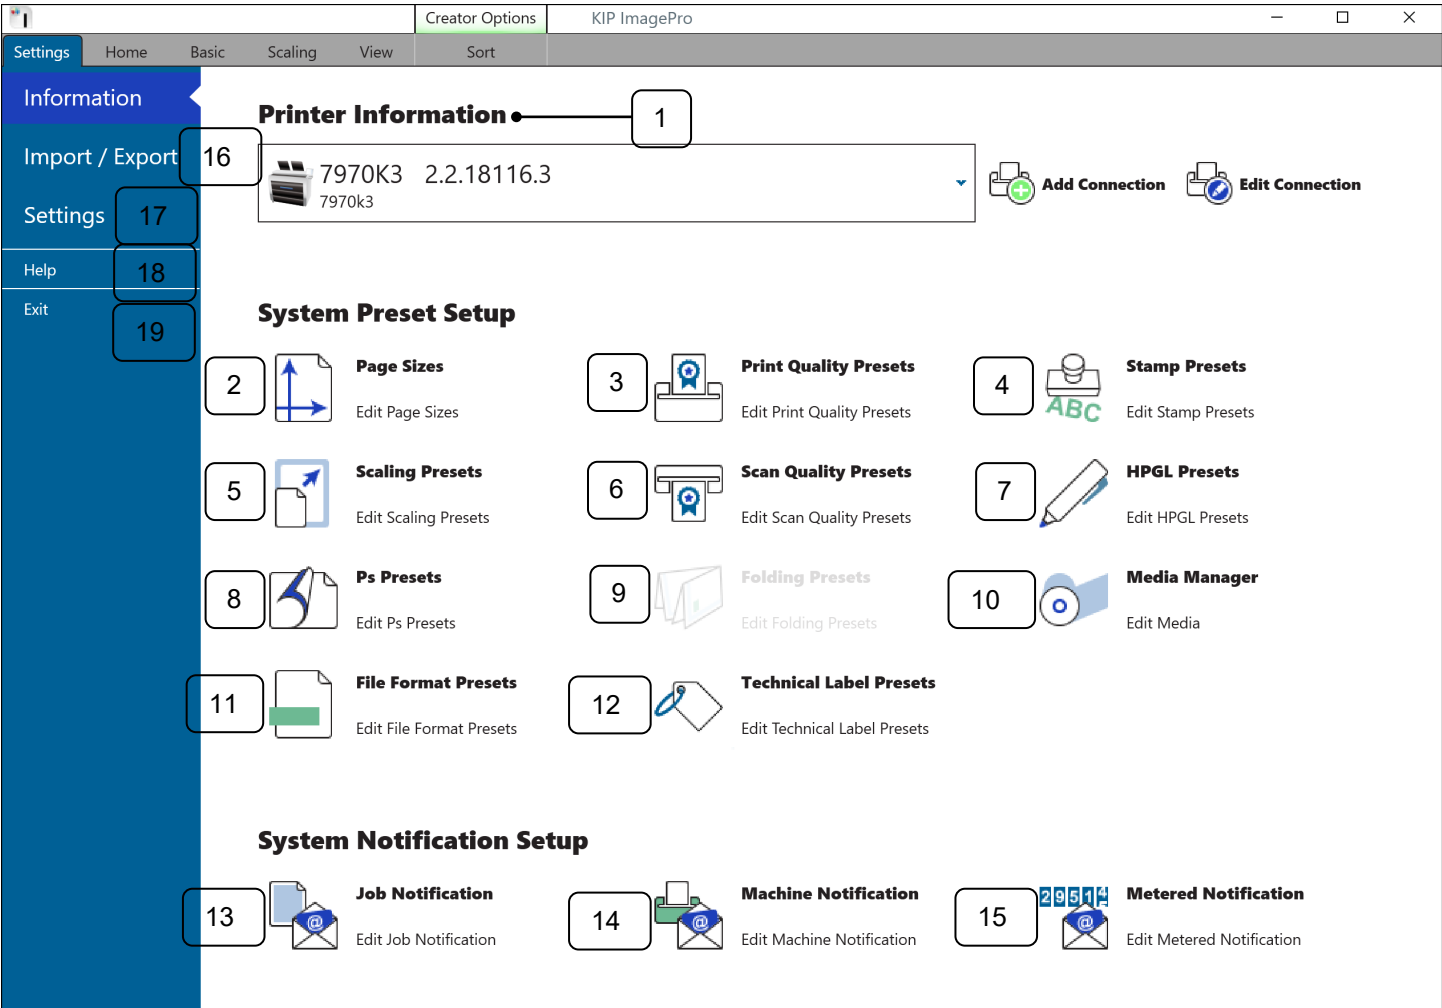 Creator Options KIP ImagePro
Settings Home Basic Scaling View Sort
Information
Import / Export
Settings
Help
Exit
16
17
18
19
Printer Information
1
7970K3 2.2.18116.3
7970k3
Add Connection
Edit Connection
System Preset Setup
2
Page Sizes
Edit Page Sizes
3
Print Quality Presets
Edit Print Quality Presets
4
ABC
Stamp Presets
Edit Stamp Presets
5
Scaling Presets
Edit Scaling Presets
6
Scan Quality Presets
Edit Scan Quality Presets
7
HPGL Presets
Edit HPGL Presets
8
Ps Presets
Edit Ps Presets
9
Folding Presets
Edit Folding Presets
10
Media Manager
Edit Media
11
File Format Presets
Edit File Format Presets
12
Technical Label Presets
Edit Technical Label Presets
System Notification Setup
13
@
Job Notification
Edit Job Notification
14
@
Machine Notification
Edit Machine Notification
15
2951
@
Metered Notification
Edit Metered Notification